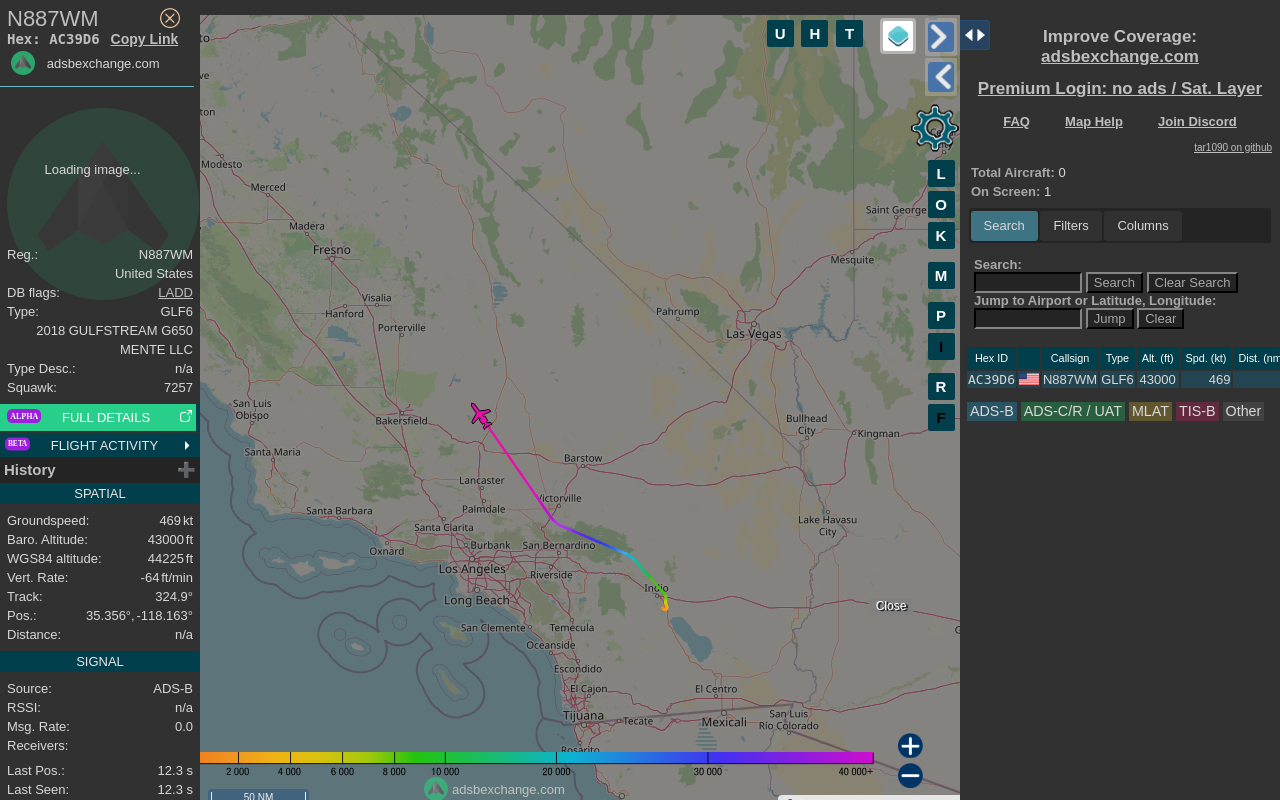 N887WM
Hex: AC39D6 Copy Link
adsbexchange.com
Loading image...
Reg.: N887WM
United States
DB flags: LADD
Type: GLF6
2018 GULFSTREAM G650
MENTE LLC
Type Desc.: n/a
Squawk: 7257
ALPHA FULL DETAILS
BETA FLIGHT ACTIVITY
History
SPATIAL
Groundspeed: 469 kt
Baro. Altitude: 43000 ft
WGS84 altitude: 44225 ft
Vert. Rate: -64 ft/min
Track: 324.9°
Pos.: 35.356°, -118.163°
Distance: n/a
SIGNAL
Source: ADS-B
RSSI: n/a
Msg. Rate: 0.0
Receivers:
Last Pos.: 12.3 s
Last Seen: 12.3 s
U H T
L
O
K
M
P
I
R
F
Modesto
Merced
Madera
Fresno
Visalia
Hanford
Porterville
Saint George
Mesquite
Pahrump
Las Vegas
San Luis
Obispo
Bakersfield
Bullhead
City
Kingman
Santa Maria
Barstow
Lancaster
Victorville
Palmdale
Santa Barbara
Santa Clarita
Lake Havasu
City
Oxnard
Burbank
San Bernardino
Los Angeles
Riverside
Indio
Long Beach
Close
San Clemente
Temecula
Oceanside
Escondido
El Cajon
El Centro
Tijuana
Tecate
Mexicali
San Luis
Río Colorado
Rosarito
2 000 4 000 6 000 8 000 10 000 20 000 30 000 40 000+
adsbexchange.com
50 NM
Improve Coverage:
adsbexchange.com
Premium Login: no ads / Sat. Layer
FAQ Map Help Join Discord
tar1090 on github
Total Aircraft: 0
On Screen: 1
Search Filters Columns
Search:
Search Clear Search
Jump to Airport or Latitude, Longitude:
Jump Clear
Hex ID Callsign Type Alt. (ft) Spd. (kt) Dist. (nm
AC39D6 N887WM GLF6 43000 469
ADS-B ADS-C/R / UAT MLAT TIS-B Other